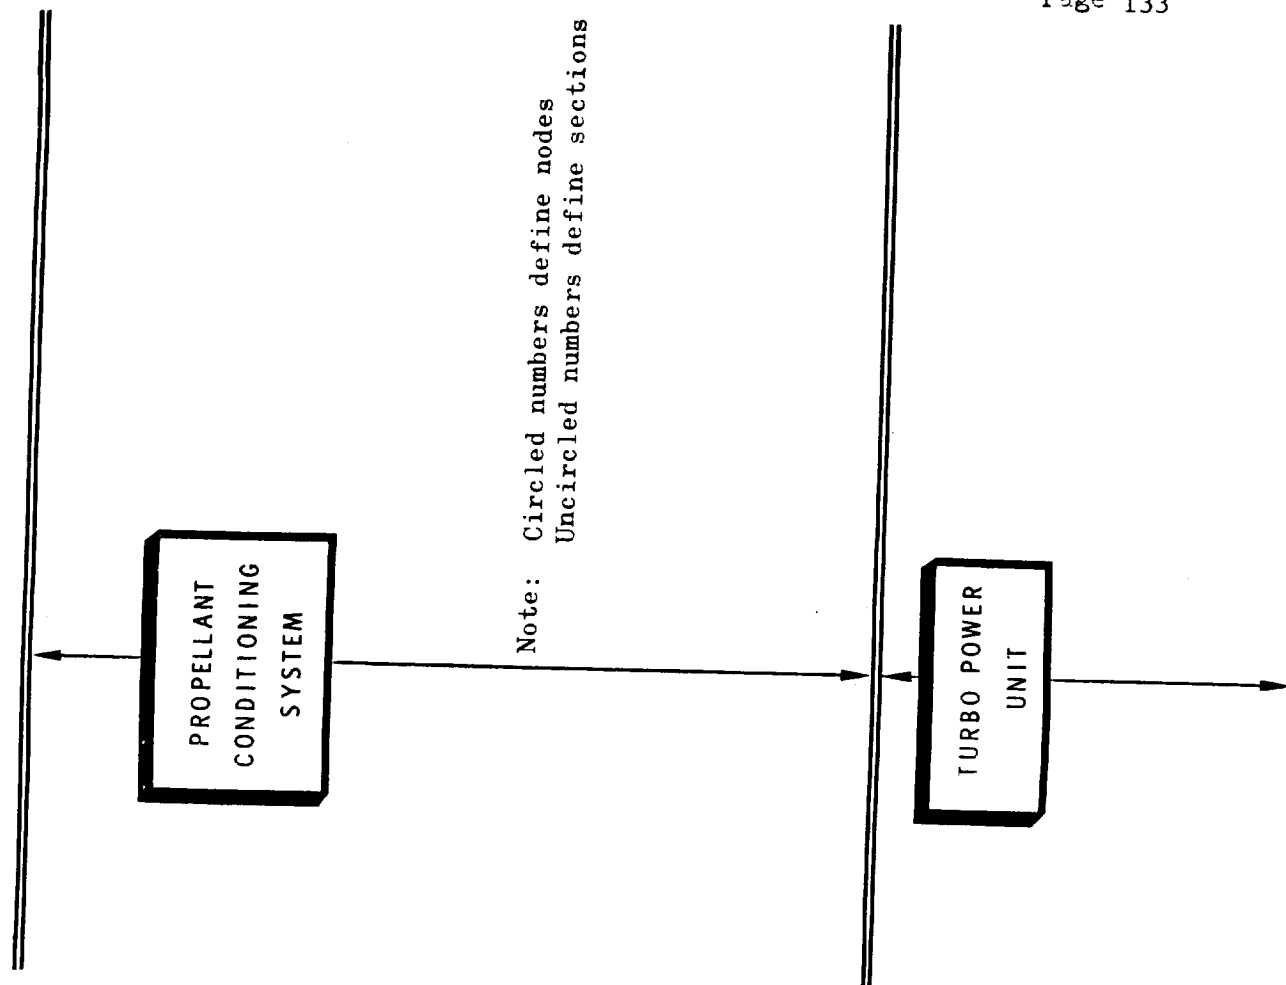 Page 133
PROPELLANT
CONDITIONING
SYSTEM
Note: Circled numbers define nodes
Uncircled numbers define sections
TURBO POWER
UNIT